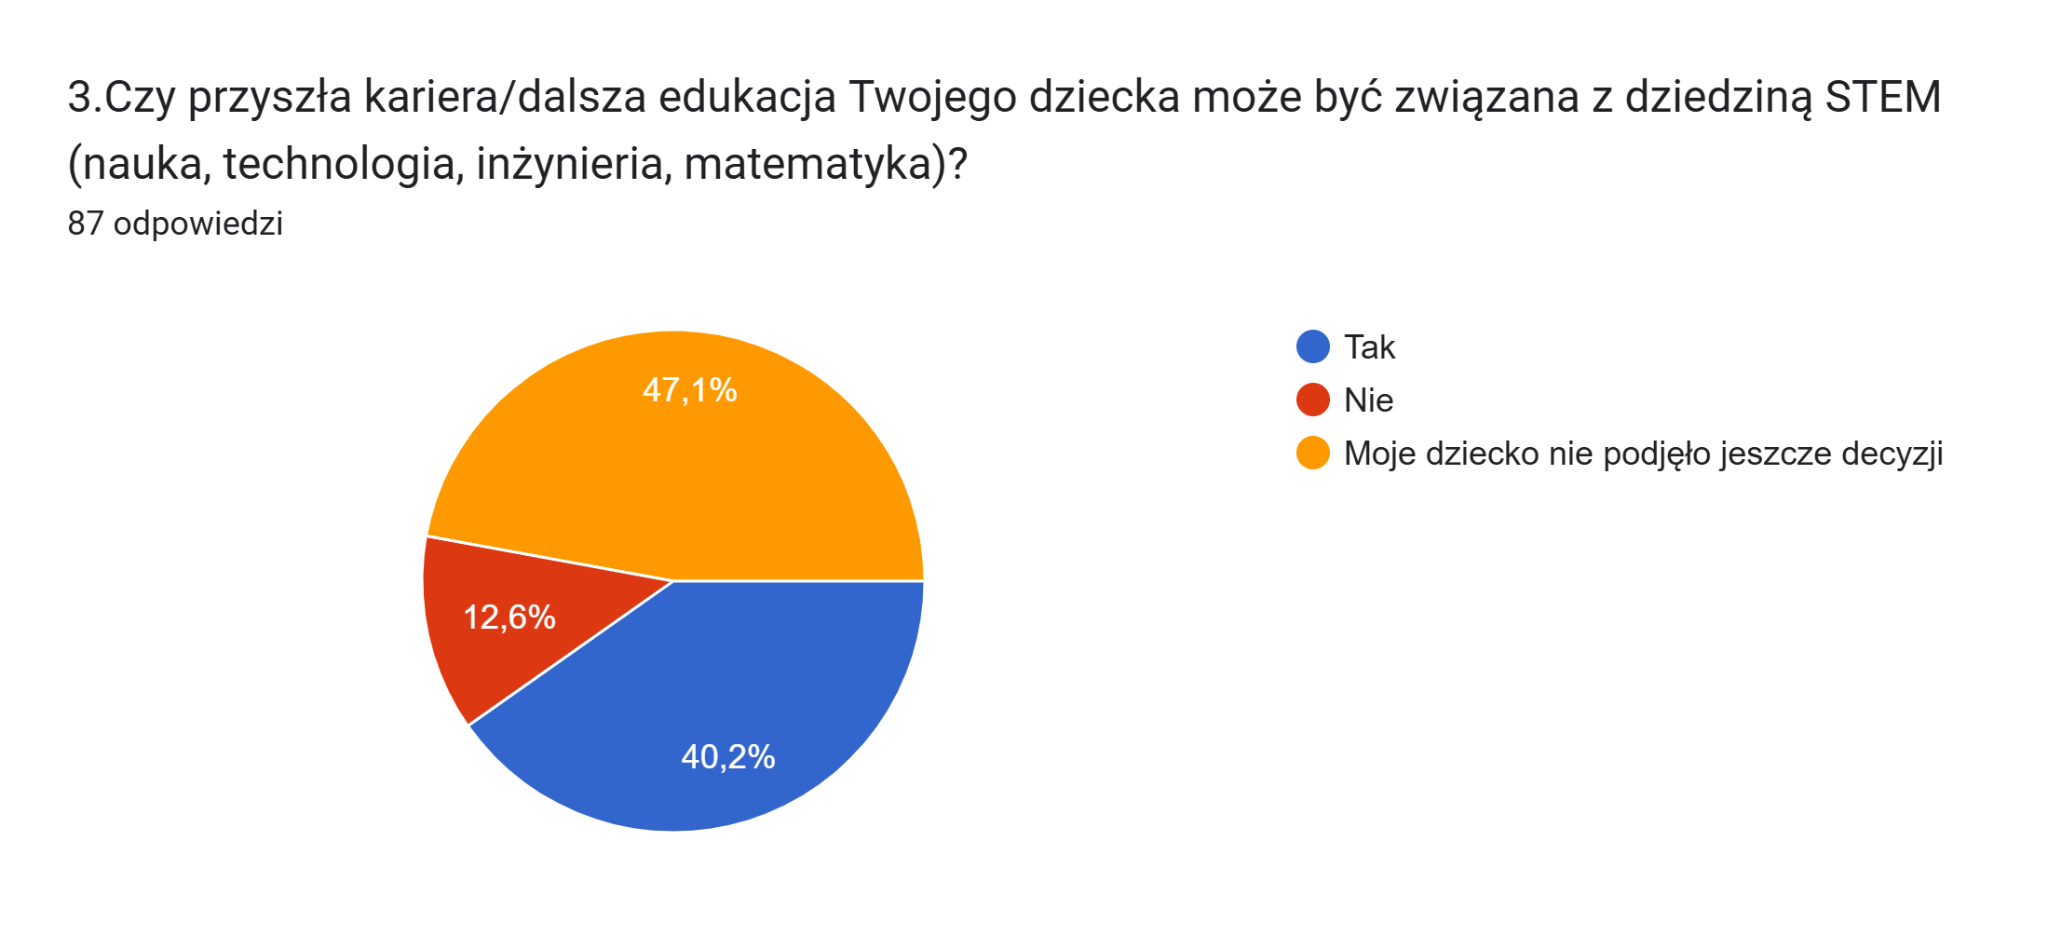 3.Czy przyszła kariera/dalsza edukacja Twojego dziecka może być związana z dziedziną STEM
(nauka, technologia, inżynieria, matematyka)?
87 odpowiedzi
Tak
Nie
Moje dziecko nie podjęło jeszcze decyzji
47,1%
12,6%
40,2%